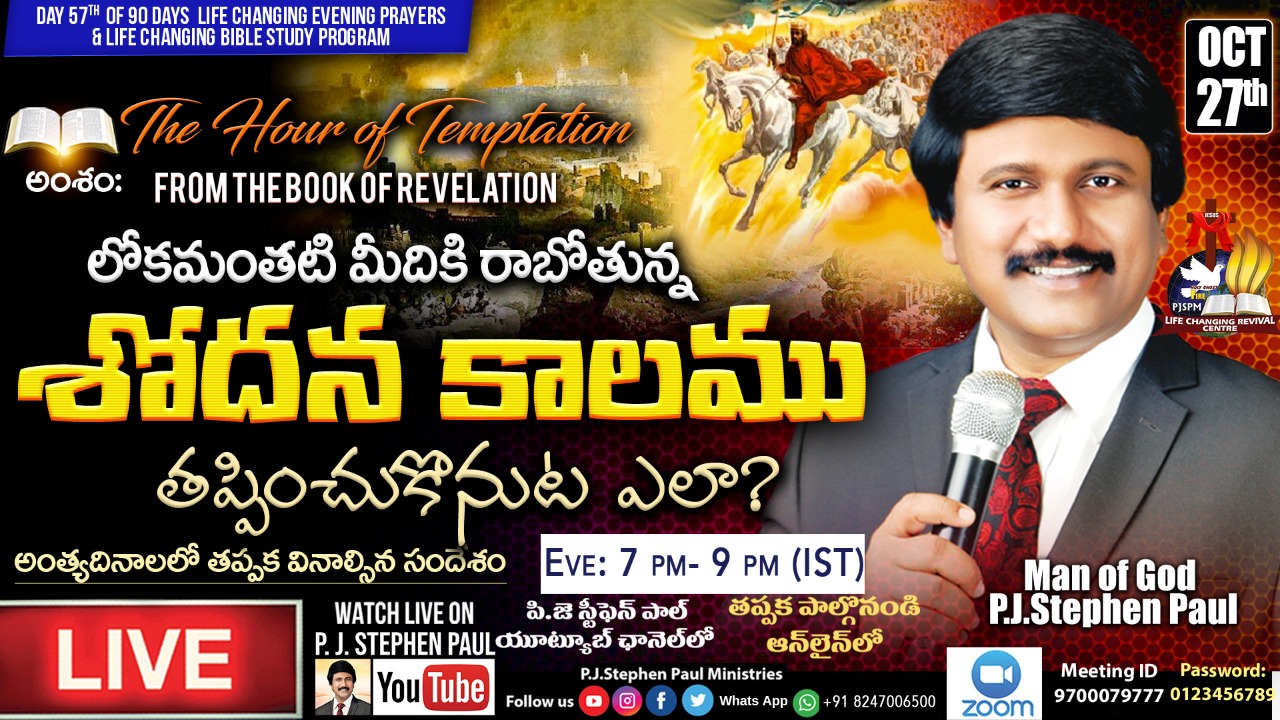 DAY 57TH OF 90 DAYS LIFE CHANGING EVENING PRAYERS
& LIFE CHANGING BIBLE STUDY PROGRAM
OCT
27th
The Hour of Temptation
అంశం:
FROM THE BOOK OF REVELATION
లోకమంతటి మీదికి రాబోతున్న
శోధన కాలము
తప్పించుకొనుట ఎలా?
అంత్యదినాలలో తప్పక వినాల్సిన సందేశం
EVE: 7 PM- 9 PM (IST)
JESUS
HOLY GHOST
FIRE
PJSPM
LIFE CHANGING REVIVAL
CENTRE
Man of God
P.J.Stephen Paul
LIVE
WATCH LIVE ON
P. J. STEPHEN PAUL
YouTube
పి.జె స్టీఫెన్ పాల్
యూట్యూబ్ ఛానెల్‌లో
తప్పక పాల్గొనండి
ఆన్‌లైన్‌లో
P.J.Stephen Paul Ministries
Follow us
Whats App
+91 8247006500
zoom
Meeting ID
9700079777
Password:
0123456789